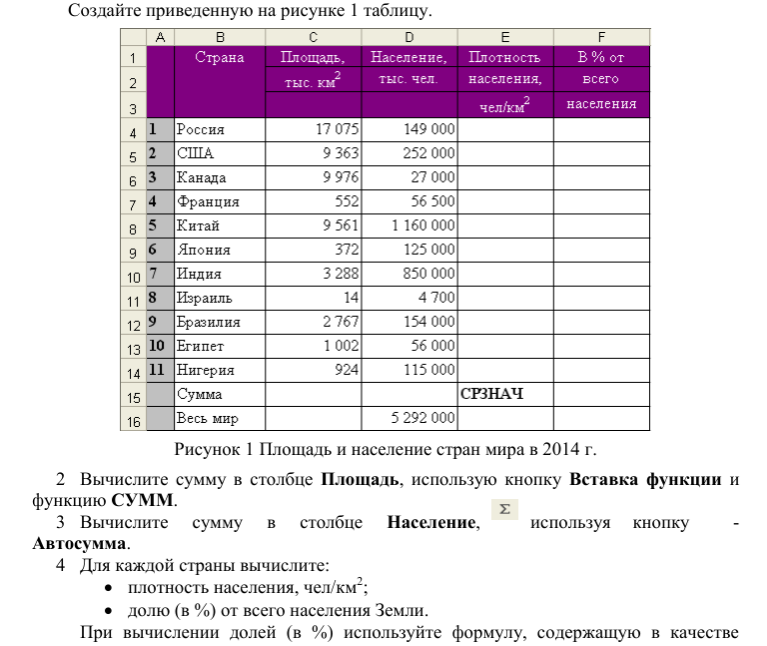 Создайте приведенную на рисунке 1 таблицу.
A B C D E F
1 Страна Площадь, Население, Плотность В % от
2 тыс. км² тыс. чел. населения, всего
3 чел/км² населения
4 1 Россия 17 075 149 000
5 2 США 9 363 252 000
6 3 Канада 9 976 27 000
7 4 Франция 552 56 500
8 5 Китай 9 561 1 160 000
9 6 Япония 372 125 000
10 7 Индия 3 288 850 000
11 8 Израиль 14 4 700
12 9 Бразилия 2 767 154 000
13 10 Египет 1 002 56 000
14 11 Нигерия 924 115 000
15 Сумма СРЗНАЧ
16 Весь мир 5 292 000
Рисунок 1 Площадь и население стран мира в 2014 г.
2 Вычислите сумму в столбце Площадь, использую кнопку Вставка функции и
функцию СУММ.
3 Вычислите сумму в столбце Население, Σ используя кнопку -
Автосумма.
4 Для каждой страны вычислите:
• плотность населения, чел/км²;
• долю (в %) от всего населения Земли.
При вычислении долей (в %) используйте формулу, содержащую в качестве